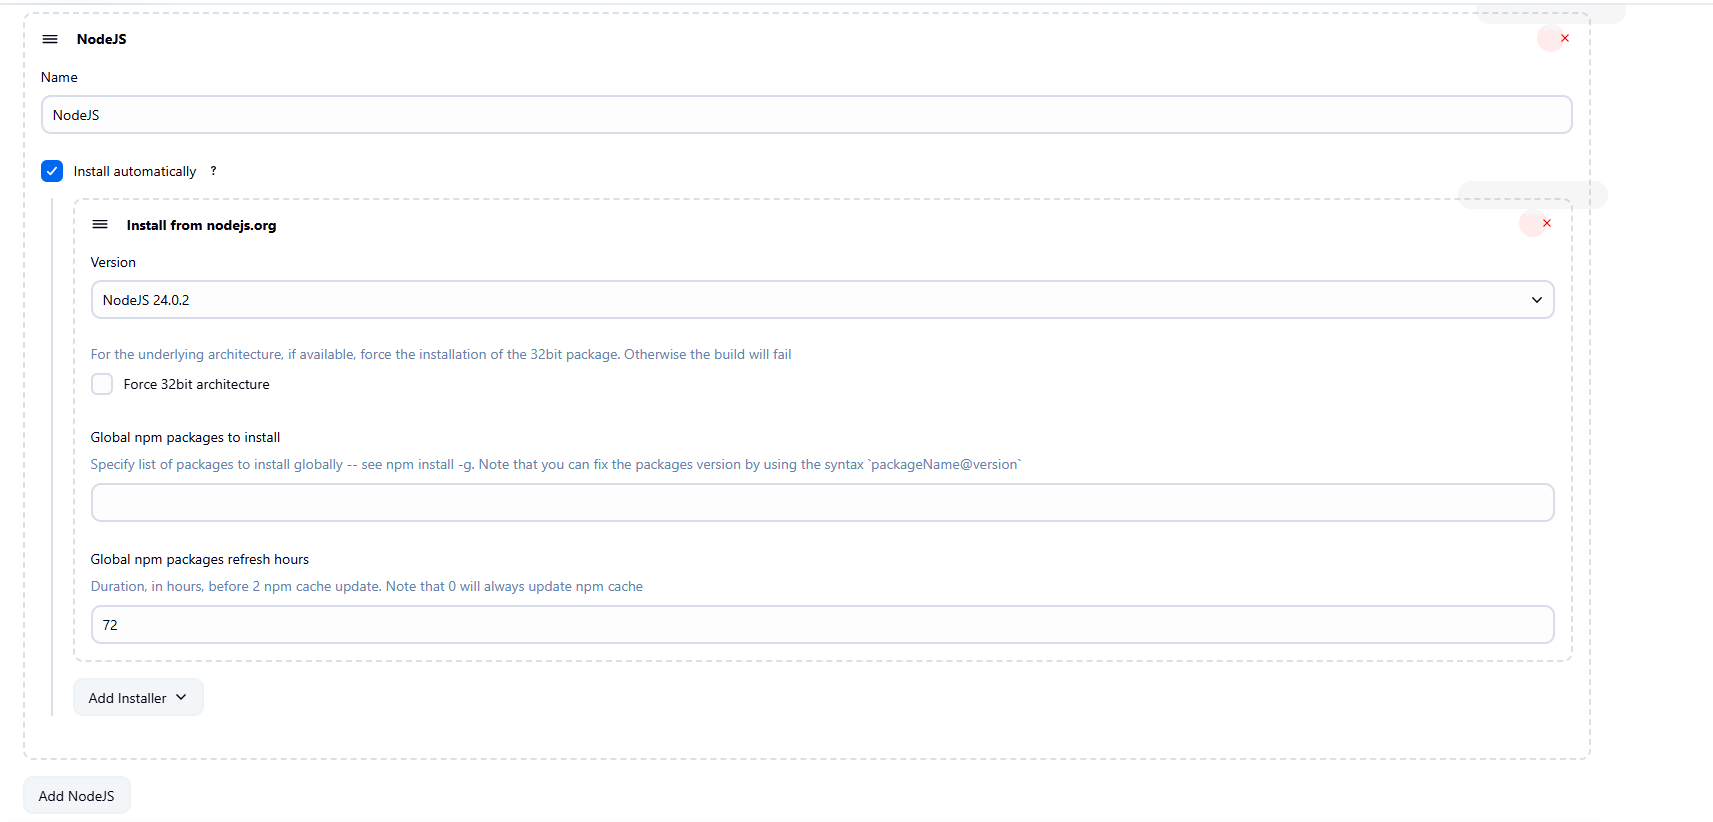 NodeJS
Name
NodeJS
Install automatically ?
Install from nodejs.org
Version
NodeJS 24.0.2
For the underlying architecture, if available, force the installation of the 32bit package. Otherwise the build will fail
Force 32bit architecture
Global npm packages to install
Specify list of packages to install globally -- see npm install -g. Note that you can fix the packages version by using the syntax `packageName@version`
Global npm packages refresh hours
Duration, in hours, before 2 npm cache update. Note that 0 will always update npm cache
72
Add Installer
Add NodeJS